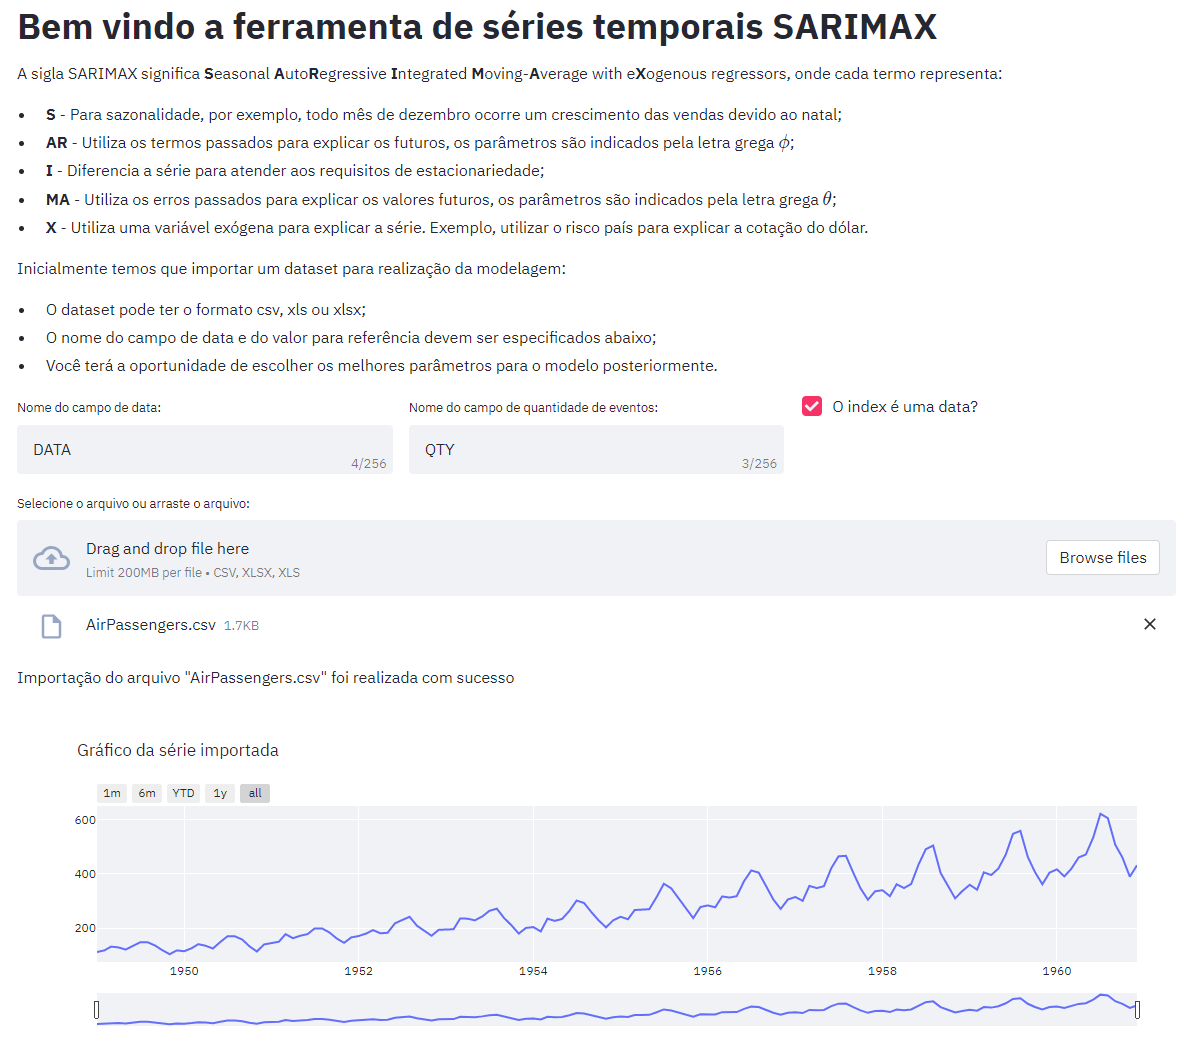 Bem vindo a ferramenta de séries temporais SARIMAX
A sigla SARIMAX significa Seasonal AutoRegressive Integrated Moving-Average with eXogenous regressors, onde cada termo representa:
• S - Para sazonalidade, por exemplo, todo mês de dezembro ocorre um crescimento das vendas devido ao natal;
• AR - Utiliza os termos passados para explicar os futuros, os parâmetros são indicados pela letra grega ϕ;
• I - Diferencia a série para atender aos requisitos de estacionariedade;
• MA - Utiliza os erros passados para explicar os valores futuros, os parâmetros são indicados pela letra grega θ;
• X - Utiliza uma variável exógena para explicar a série. Exemplo, utilizar o risco país para explicar a cotação do dólar.
Inicialmente temos que importar um dataset para realização da modelagem:
• O dataset pode ter o formato csv, xls ou xlsx;
• O nome do campo de data e do valor para referência devem ser especificados abaixo;
• Você terá a oportunidade de escolher os melhores parâmetros para o modelo posteriormente.
Nome do campo de data: Nome do campo de quantidade de eventos: O index é uma data?
DATA QTY
4/256 3/256
Selecione o arquivo ou arraste o arquivo:
Drag and drop file here
Limit 200MB per file • CSV, XLSX, XLS
Browse files
AirPassengers.csv 1.7KB
Importação do arquivo "AirPassengers.csv" foi realizada com sucesso
Gráfico da série importada
1m 6m YTD 1y all
600
400
200
1950 1952 1954 1956 1958 1960